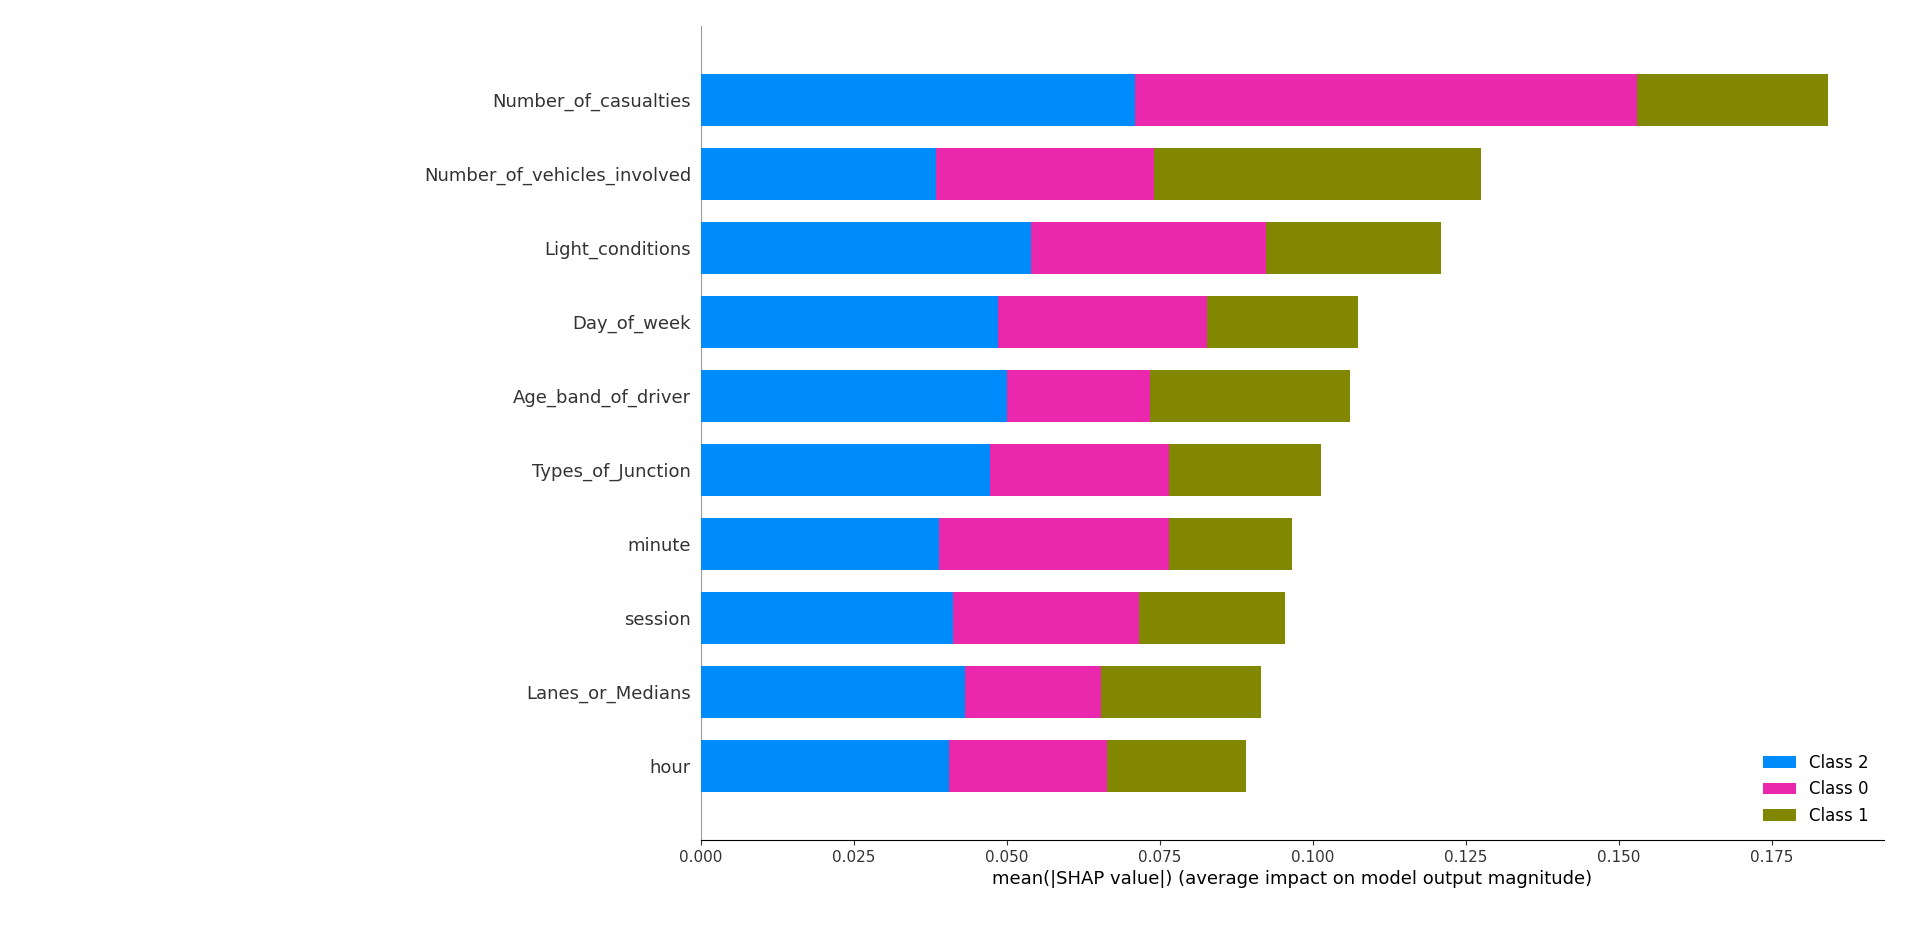 Number_of_casualties
Number_of_vehicles_involved
Light_conditions
Day_of_week
Age_band_of_driver
Types_of_Junction
minute
session
Lanes_or_Medians
hour
Class 2
Class 0
Class 1
0.000 0.025 0.050 0.075 0.100 0.125 0.150 0.175
mean(|SHAP value|) (average impact on model output magnitude)